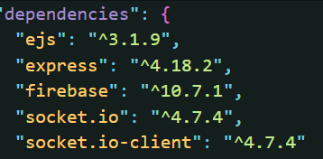 "dependencies": {
"ejs": "^3.1.9",
"express": "^4.18.2",
"firebase": "^10.7.1",
"socket.io": "^4.7.4",
"socket.io-client": "^4.7.4"